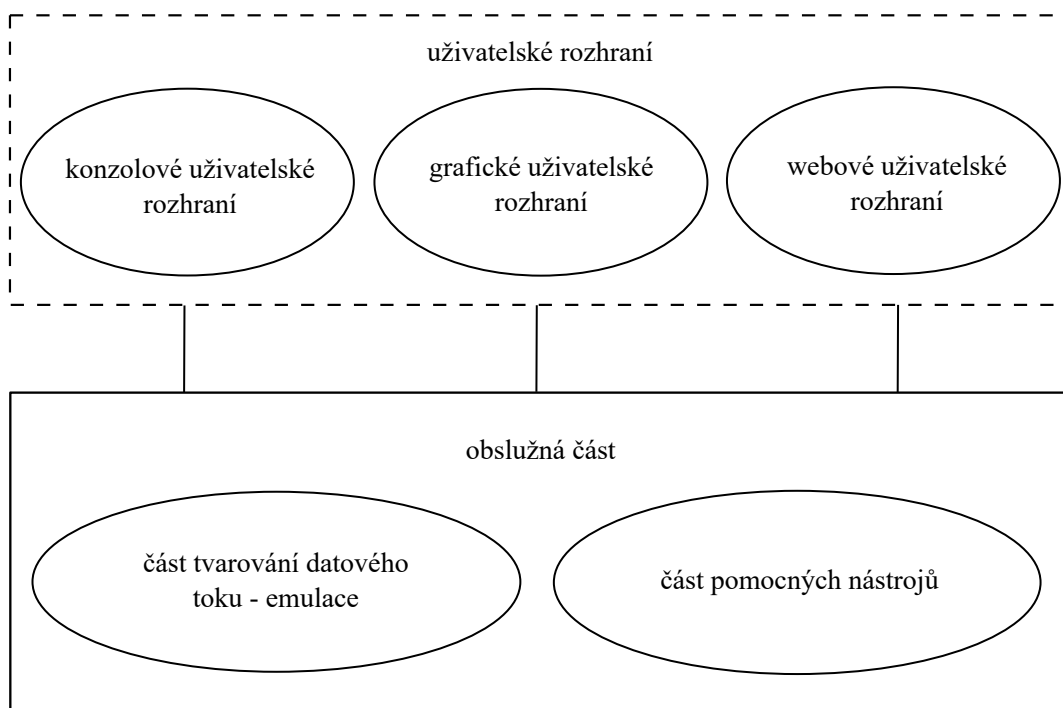 uživatelské rozhraní
konzolové uživatelské
rozhraní
grafické uživatelské
rozhraní
webové uživatelské
rozhraní
obslužná část
část tvarování datového
toku - emulace
část pomocných nástrojů